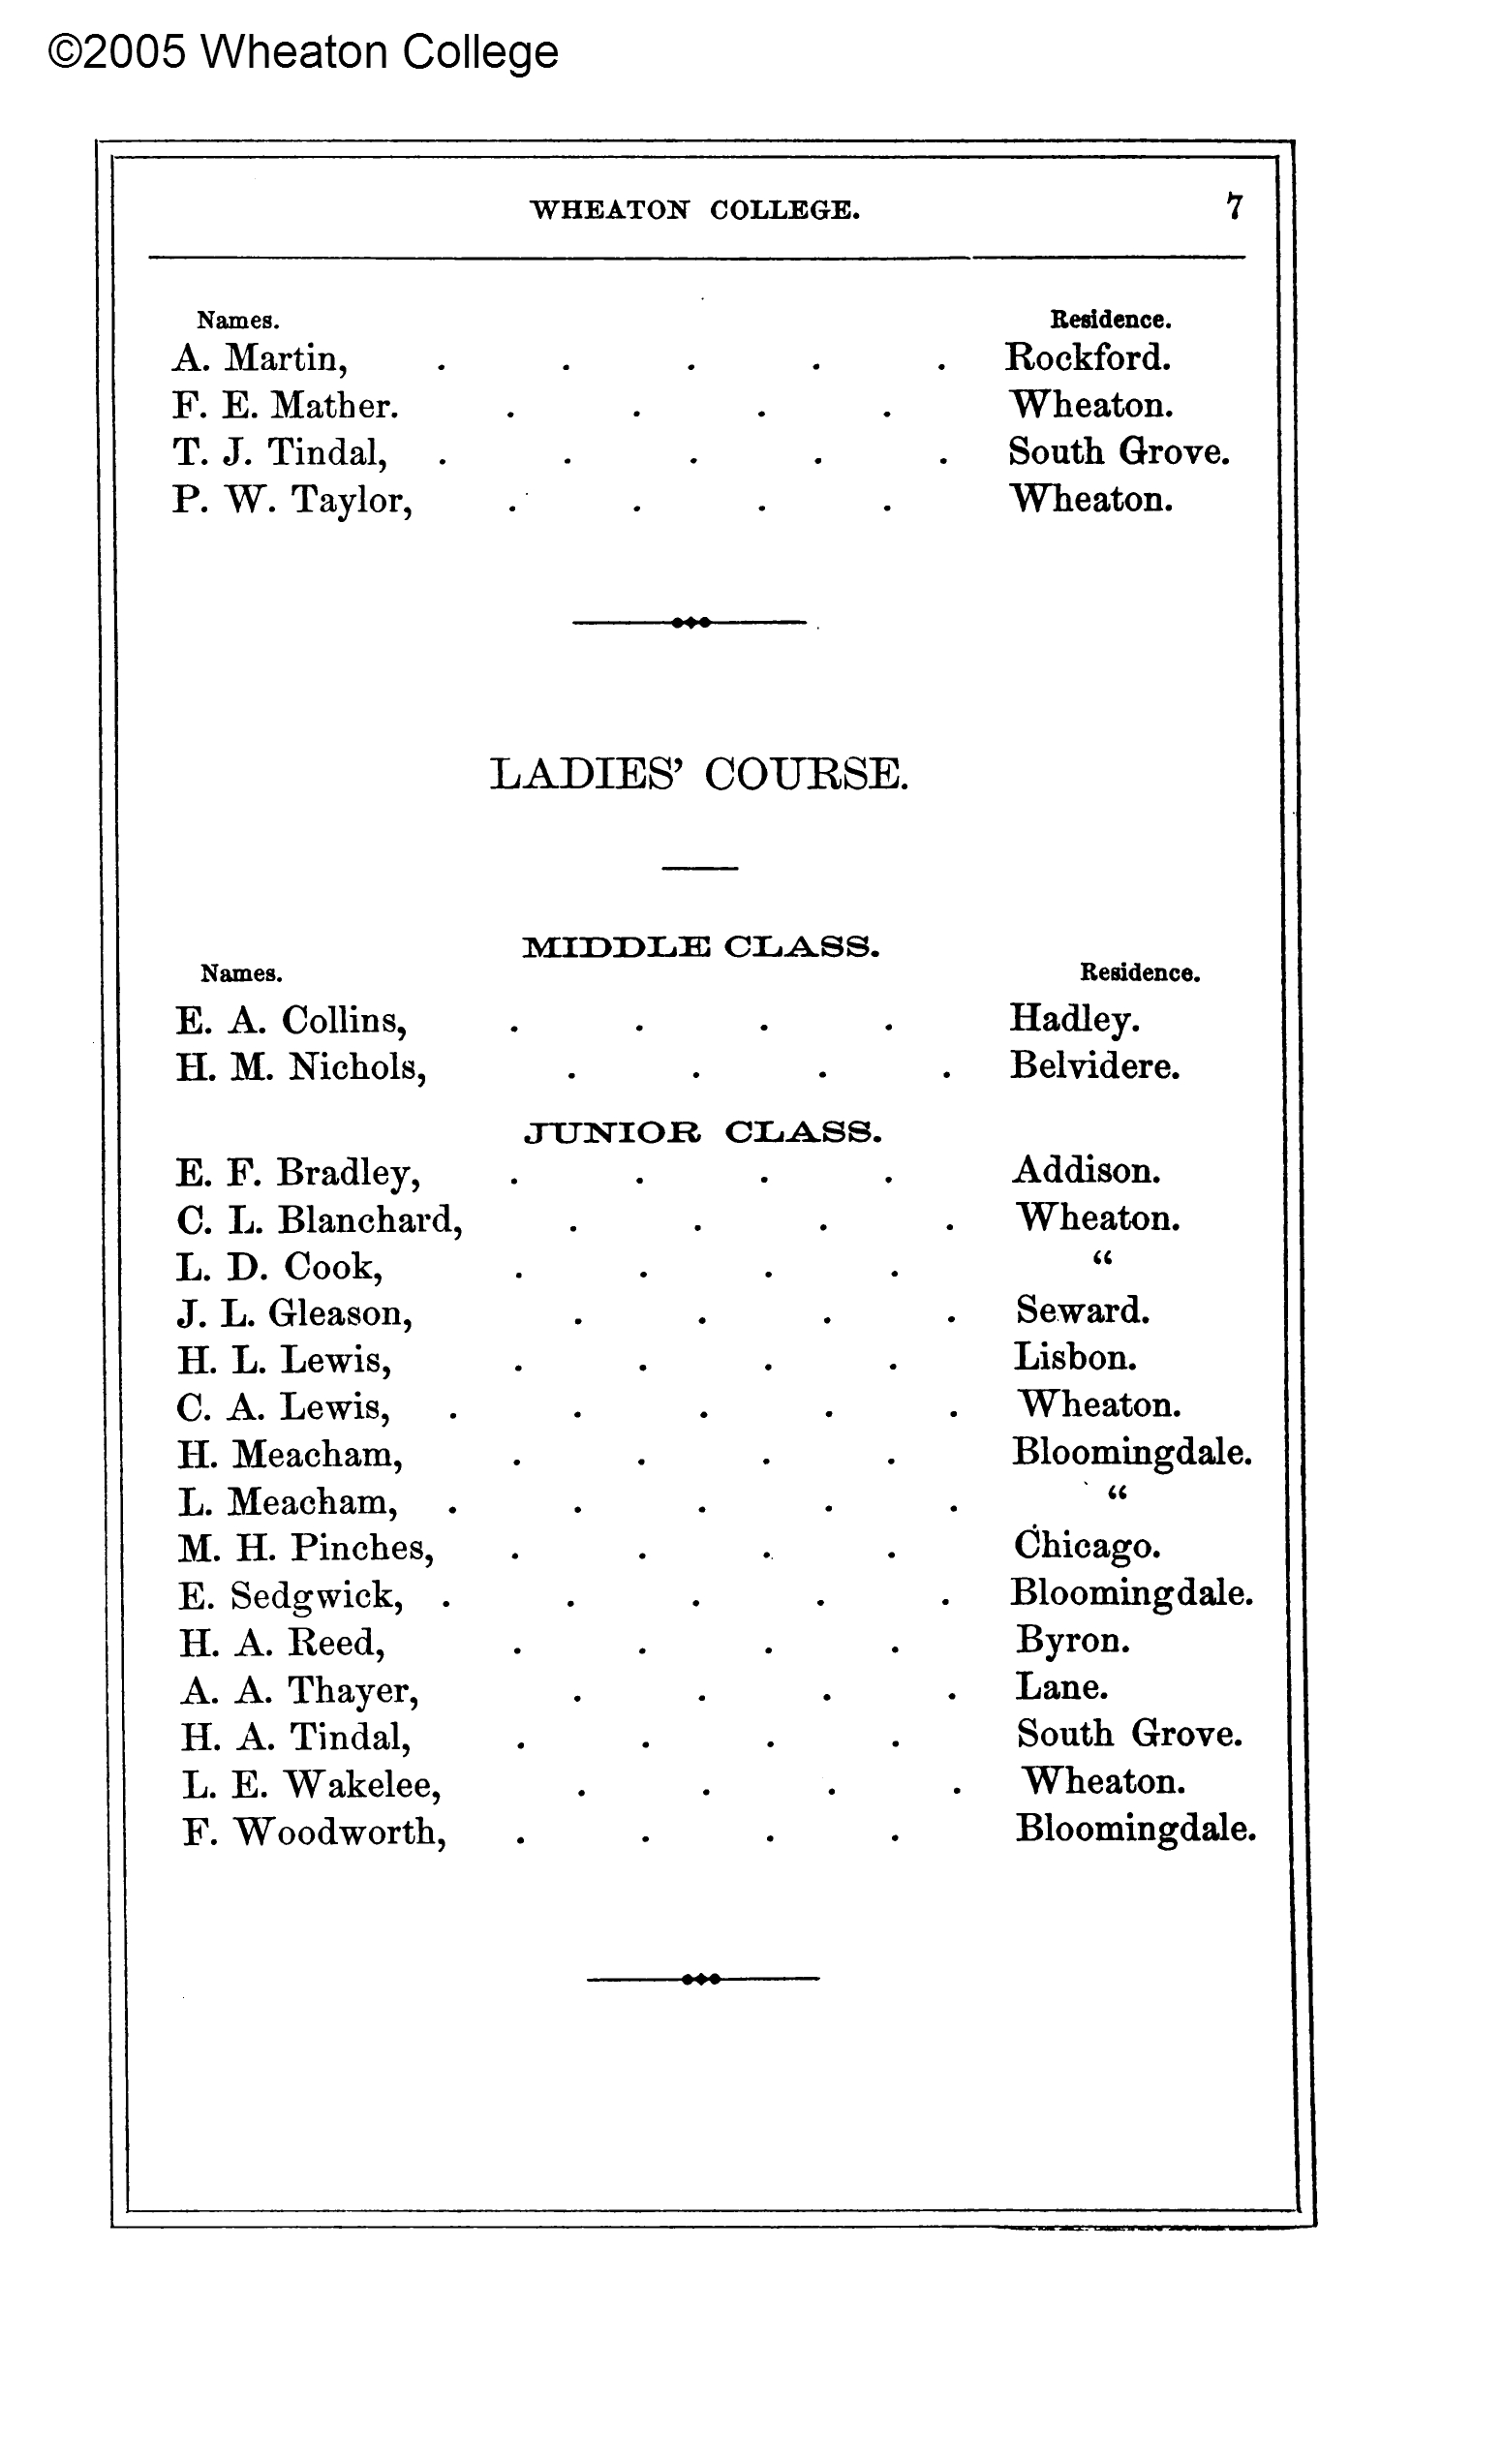 ©2005 Wheaton College
WHEATON COLLEGE. 7
Names. Residence.
A. Martin, . . . . . Rockford.
F. E. Mather. . . . . Wheaton.
T. J. Tindal, . . . . . South Grove.
P. W. Taylor, . . . . Wheaton.
LADIES' COURSE.
MIDDLE CLASS.
Names. Residence.
E. A. Collins, . . . . Hadley.
H. M. Nichols, . . . . Belvidere.
JUNIOR CLASS.
E. F. Bradley, . . . . Addison.
C. L. Blanchard, . . . . Wheaton.
L. D. Cook, . . . . “
J. L. Gleason, . . . . Seward.
H. L. Lewis, . . . . Lisbon.
C. A. Lewis, . . . . . Wheaton.
H. Meacham, . . . . Bloomingdale.
L. Meacham, . . . . . “
M. H. Pinches, . . . . Chicago.
E. Sedgwick, . . . . . Bloomingdale.
H. A. Reed, . . . . Byron.
A. A. Thayer, . . . . Lane.
H. A. Tindal, . . . . South Grove.
L. E. Wakelee, . . . . Wheaton.
F. Woodworth, . . . . Bloomingdale.